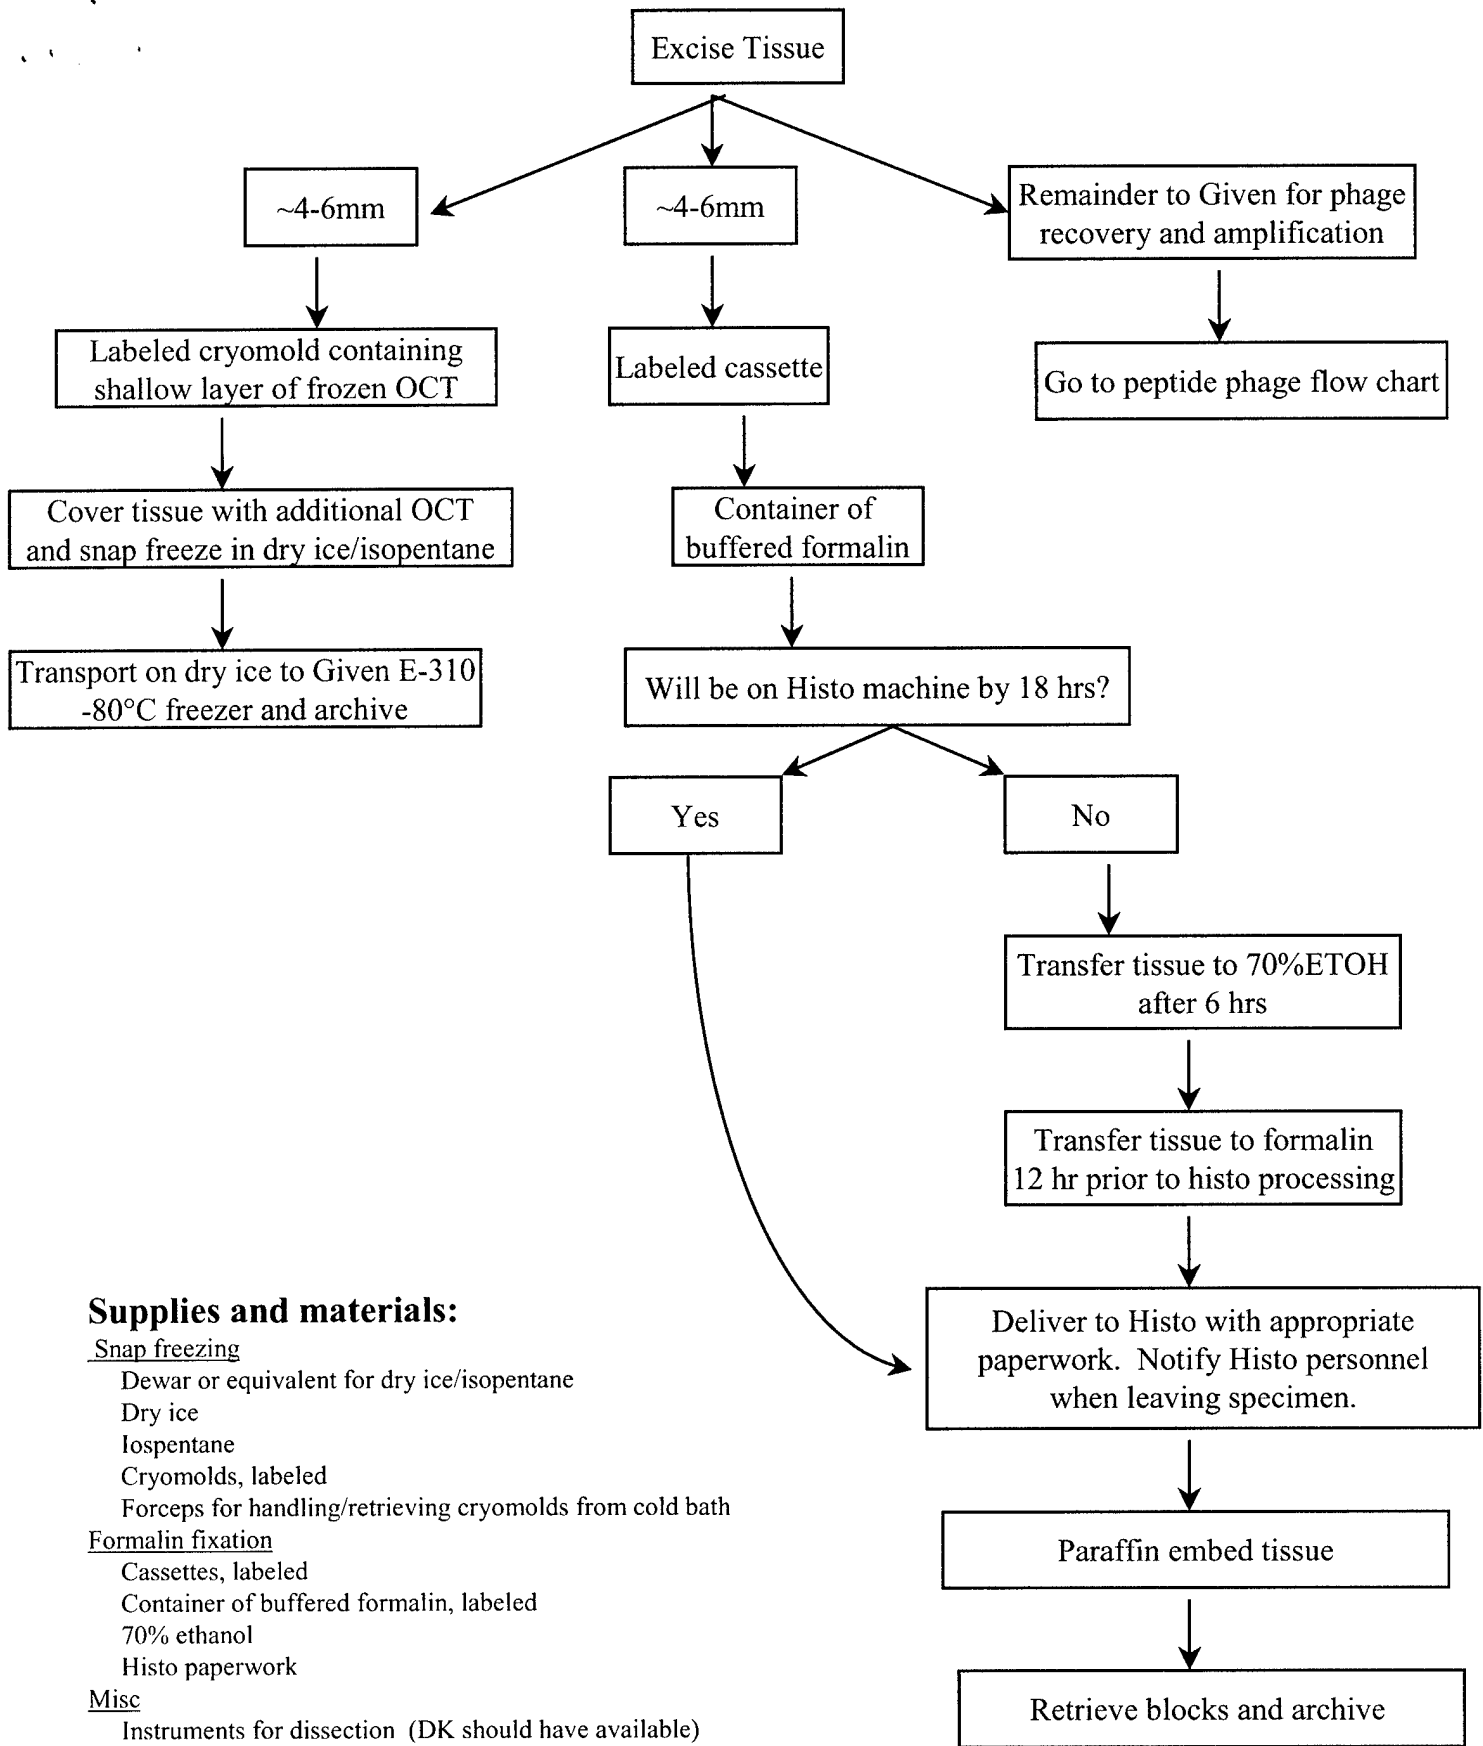 Excise Tissue
~4-6mm
~4-6mm
Remainder to Given for phage
recovery and amplification
Labeled cryomold containing
shallow layer of frozen OCT
Labeled cassette
Go to peptide phage flow chart
Cover tissue with additional OCT
and snap freeze in dry ice/isopentane
Container of
buffered formalin
Transport on dry ice to Given E-310
-80°C freezer and archive
Will be on Histo machine by 18 hrs?
Yes
No
Transfer tissue to 70%ETOH
after 6 hrs
Transfer tissue to formalin
12 hr prior to histo processing
Deliver to Histo with appropriate
paperwork.  Notify Histo personnel
when leaving specimen.
Paraffin embed tissue
Retrieve blocks and archive
Supplies and materials:
Snap freezing
Dewar or equivalent for dry ice/isopentane
Dry ice
Iospentane
Cryomolds, labeled
Forceps for handling/retrieving cryomolds from cold bath
Formalin fixation
Cassettes, labeled
Container of buffered formalin, labeled
70% ethanol
Histo paperwork
Misc
Instruments for dissection  (DK should have available)